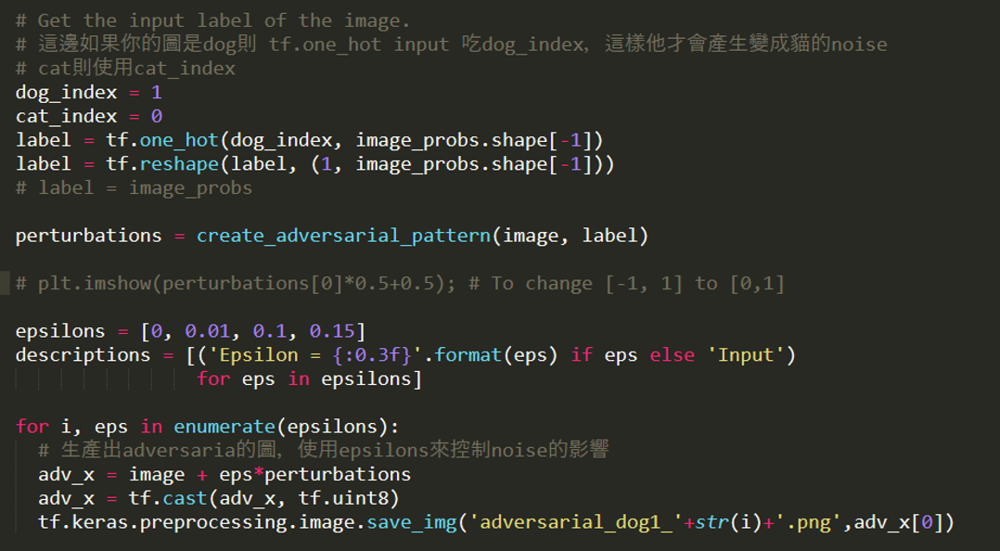 # Get the input label of the image.
# 這邊如果你的圖是dog則 tf.one_hot input 吃dog_index, 這樣他才會產生變成貓的noise
# cat則使用cat_index
dog_index = 1
cat_index = 0
label = tf.one_hot(dog_index, image_probs.shape[-1])
label = tf.reshape(label, (1, image_probs.shape[-1]))
# label = image_probs
perturbations = create_adversarial_pattern(image, label)
# plt.imshow(perturbations[0]*0.5+0.5); # To change [-1, 1] to [0,1]
epsilons = [0, 0.01, 0.1, 0.15]
descriptions = [('Epsilon = {:0.3f}'.format(eps) if eps else 'Input')
                for eps in epsilons]
for i, eps in enumerate(epsilons):
  # 生產出adversaria的圖, 使用epsilons來控制noise的影響
  adv_x = image + eps*perturbations
  adv_x = tf.cast(adv_x, tf.uint8)
  tf.keras.preprocessing.image.save_img('adversarial_dog1_'+str(i)+'.png',adv_x[0])